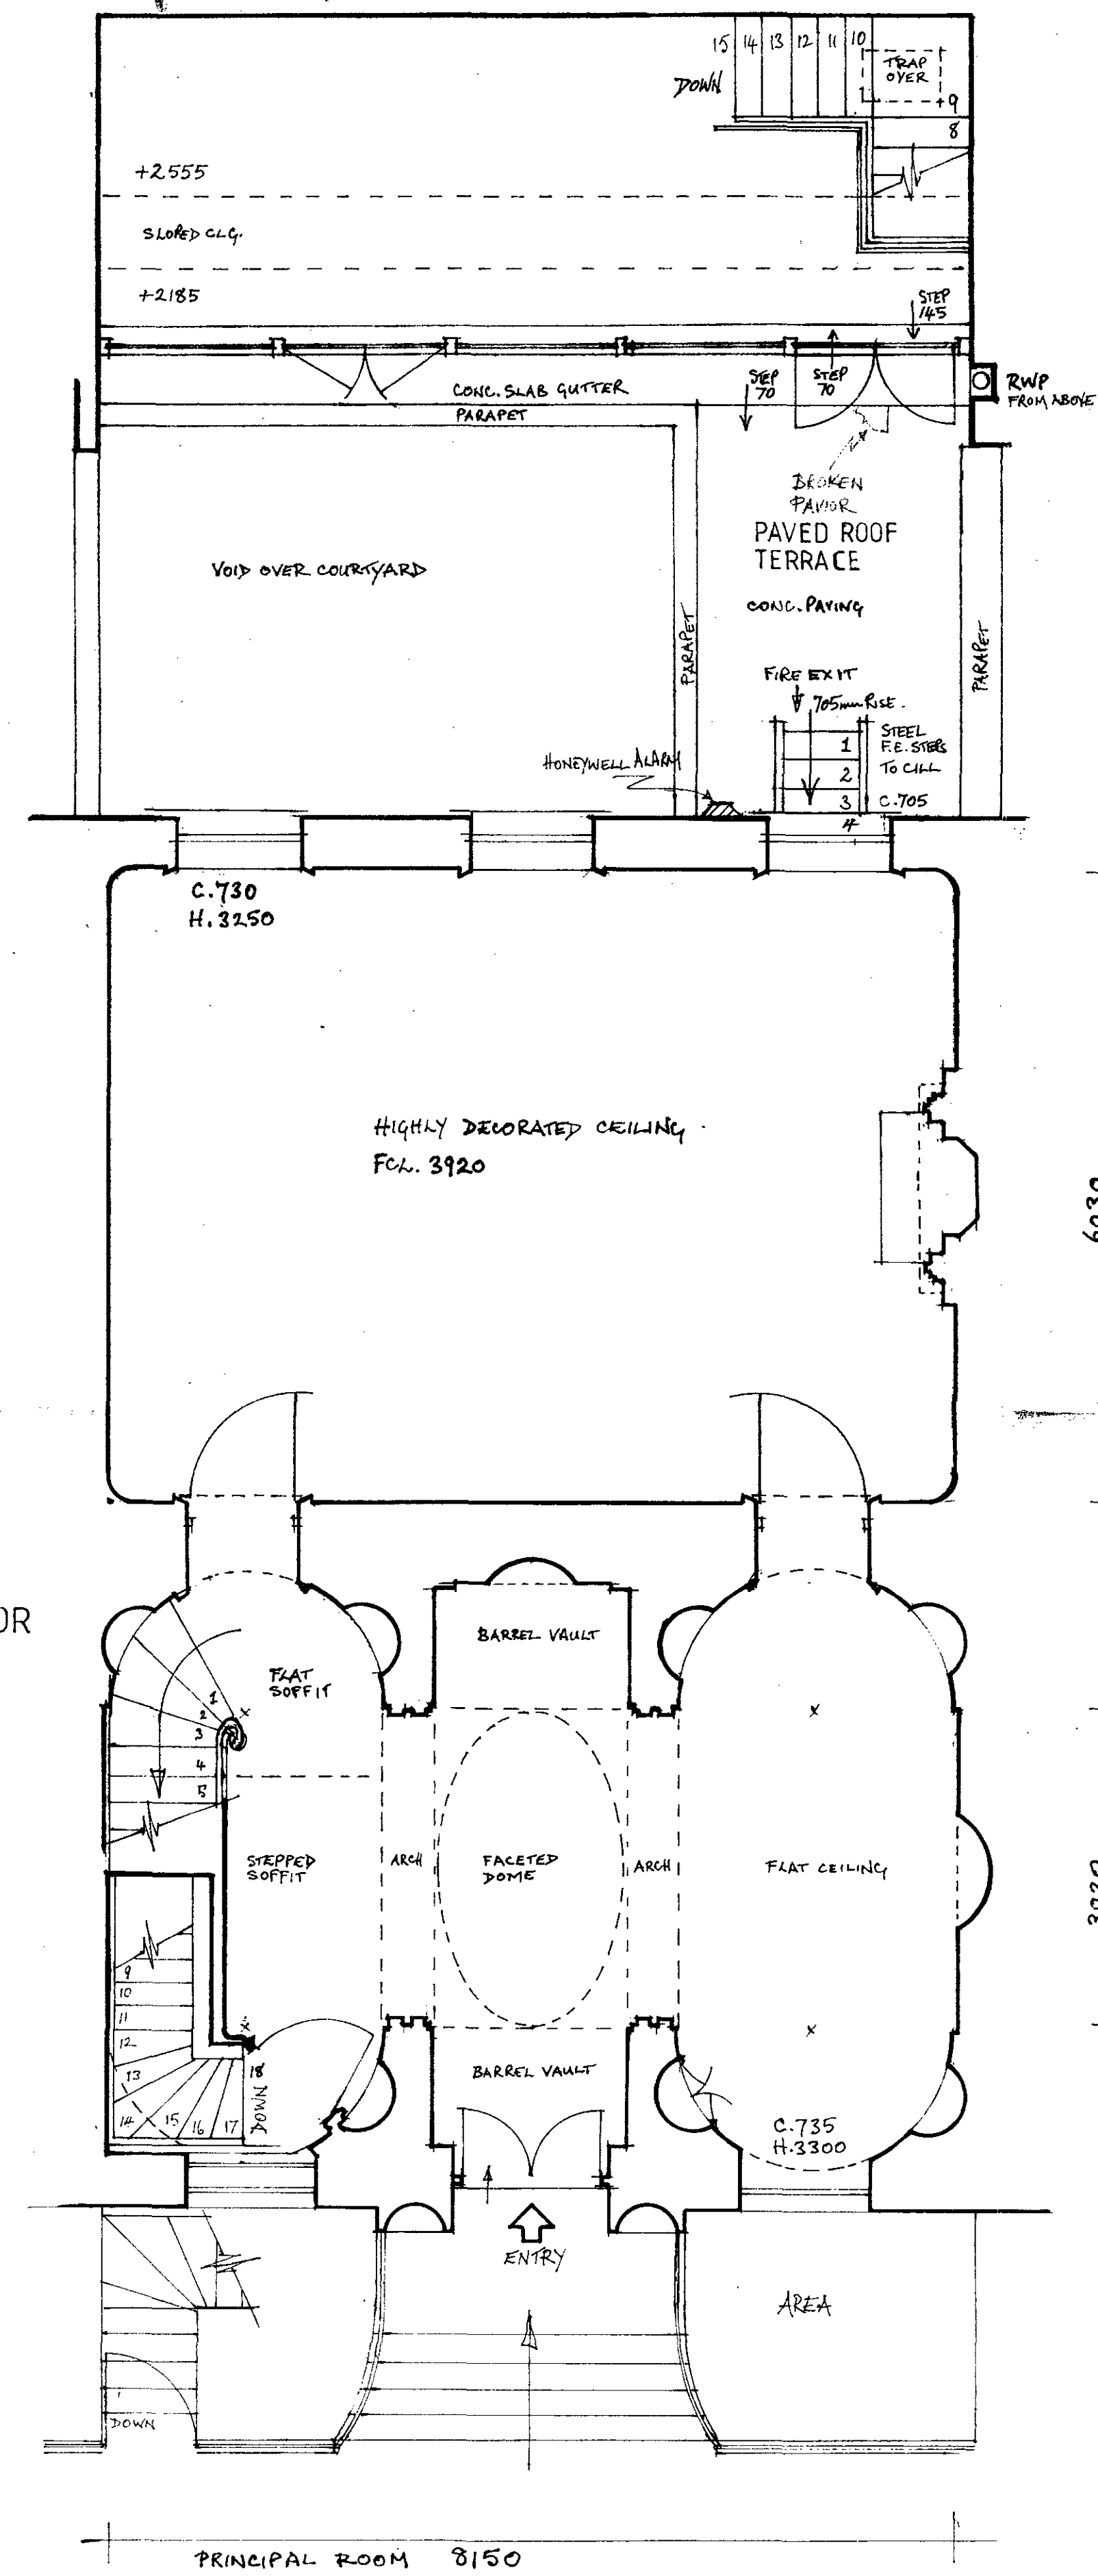 15 14 13 12 11 10
TRAP
OVER
DOWN
9
8
+2555
SLOPED CLG.
+2185
STEP
145
STEP
70
STEP
70
RWP
FROM ABOVE
CONC. SLAB GUTTER
PARAPET
BROKEN
PAVIOR
PAVED ROOF
TERRACE
VOID OVER COURTYARD
CONC. PAVING
PARAPET
PARAPET
FIRE EXIT
705mm RISE.
STEEL
F.E. STEPS
TO CILL
C.705
1
2
3
4
HONEYWELL ALARM
C.730
H.3250
HIGHLY DECORATED CEILING
FCL. 3920
6030
OR
BARREL VAULT
FLAT
SOFFIT
1
2
3
4
5
STEPPED
SOFFIT
ARCH
FACETED
DOME
ARCH
FLAT CEILING
9
10
11
12
13
14
15
16
17
18
DOWN
BARREL VAULT
C.735
H.3300
ENTRY
AREA
DOWN
PRINCIPAL ROOM 8150